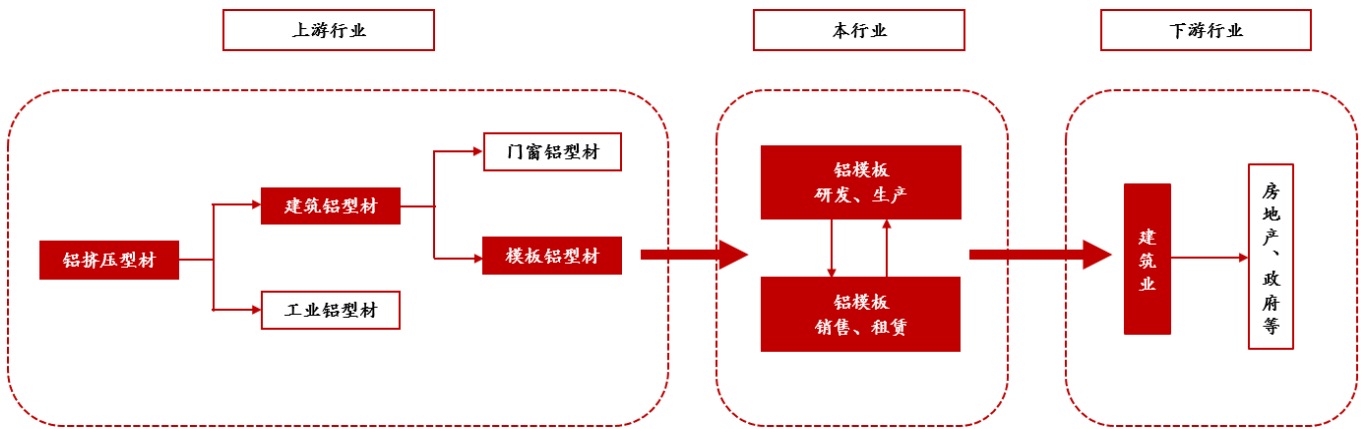 上游行业
本行业
下游行业
铝挤压型材
建筑铝型材
工业铝型材
门窗铝型材
模板铝型材
铝模板
研发、生产
铝模板
销售、租赁
建筑业
房地产、政府等